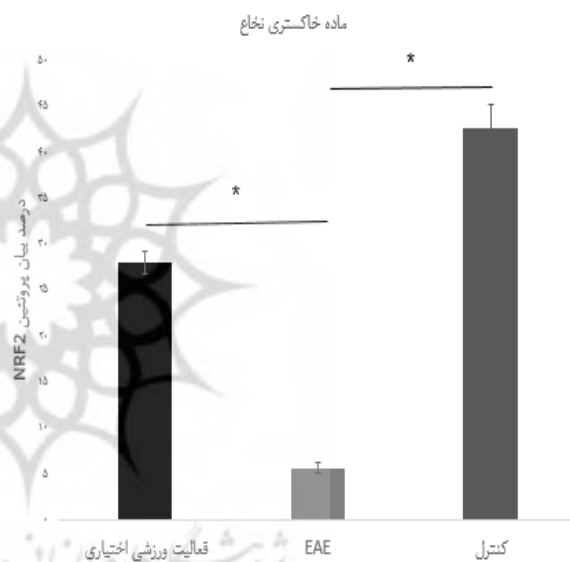 ماده خاکستری نخاع
*
*
۵۰
۴۵
۴۰
۳۵
۳۰
۲۵
۲۰
۱۵
۱۰
۵
۰
درصد بیان پروتئین NRF2
کنترل
EAE
فعالیت ورزشی اختیاری